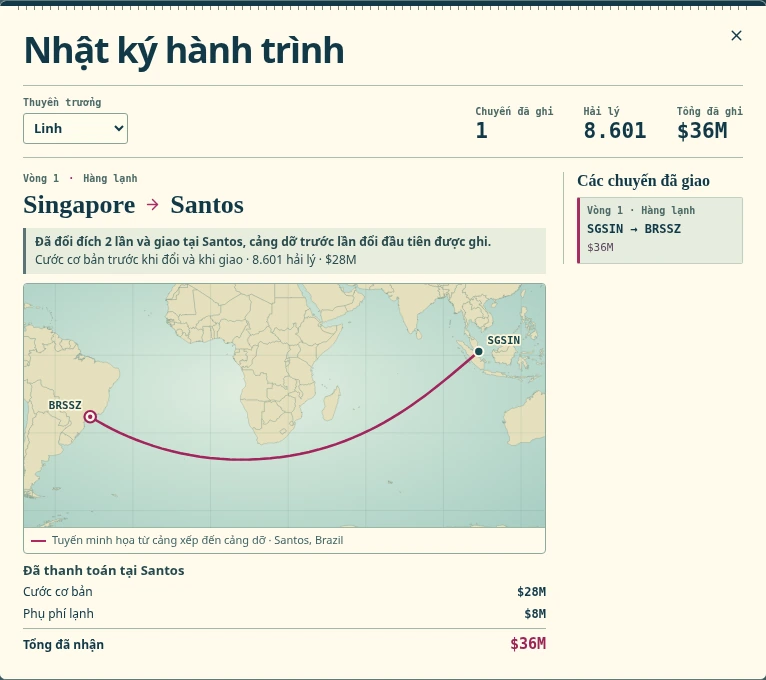 Nhật ký hành trình
×
Thuyền trưởng
Linh
Chuyến đã ghi
1
Hải lý
8.601
Tổng đã ghi
$36M
Vòng 1 · Hàng lạnh
Singapore → Santos
Đã đổi đích 2 lần và giao tại Santos, cảng dỡ trước lần đổi đầu tiên được ghi.
Cước cơ bản trước khi đổi và khi giao · 8.601 hải lý · $28M
SGSIN
BRSSZ
Tuyến minh họa từ cảng xếp đến cảng dỡ · Santos, Brazil
Đã thanh toán tại Santos
Cước cơ bản $28M
Phụ phí lạnh $8M
Tổng đã nhận $36M
Các chuyến đã giao
Vòng 1 · Hàng lạnh
SGSIN → BRSSZ
$36M